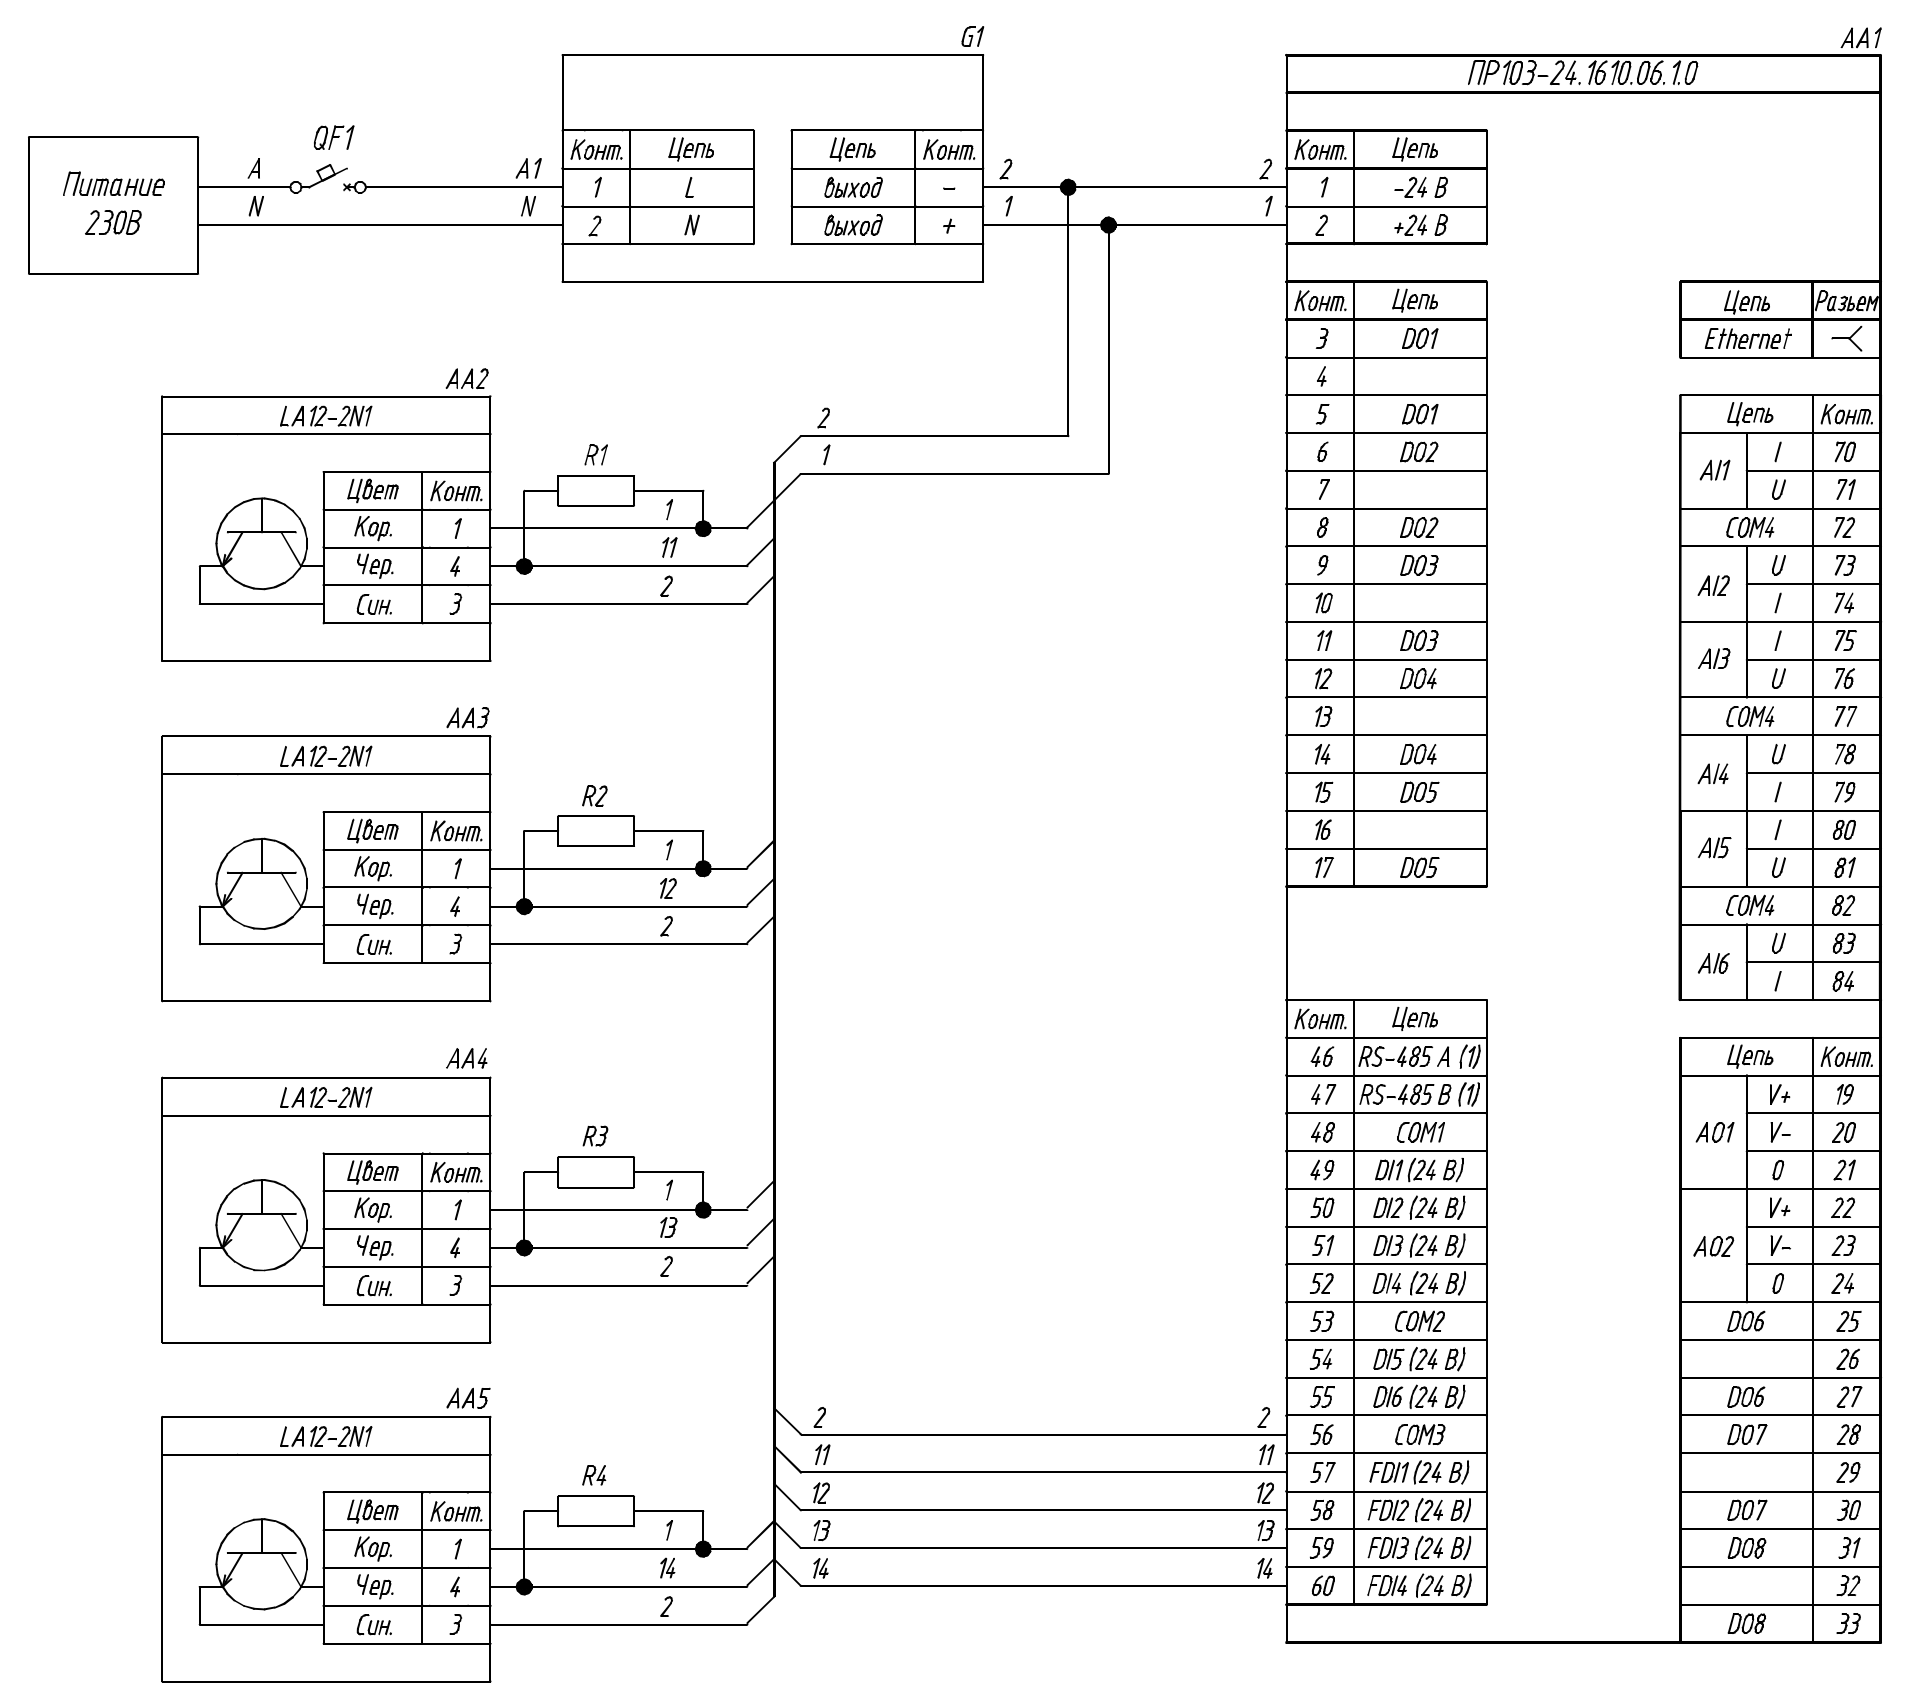 G1
AA1
ПР103-24.1610.06.1.0
Питание
230В
A
QF1
A1
N
N
Конт. Цепь
1 L
2 N
Цепь Конт.
выход -
выход +
2 2
1 1
Конт. Цепь
1 -24 В
2 +24 В
Конт. Цепь
3 DO1
4
5 DO1
6 DO2
7
8 DO2
9 DO3
10
11 DO3
12 DO4
13
14 DO4
15 DO5
16
17 DO5
Цепь Разъем
Ethernet
Цепь Конт.
AI1 I 70
U 71
COM4 72
AI2 U 73
I 74
AI3 I 75
U 76
COM4 77
AI4 U 78
I 79
AI5 I 80
U 81
COM4 82
AI6 U 83
I 84
2
1
AA2
LA12-2N1
Цвет Конт.
Кор. 1
Чер. 4
Син. 3
R1
1
11
2
AA3
LA12-2N1
Цвет Конт.
Кор. 1
Чер. 4
Син. 3
R2
1
12
2
AA4
LA12-2N1
Цвет Конт.
Кор. 1
Чер. 4
Син. 3
R3
1
13
2
AA5
LA12-2N1
Цвет Конт.
Кор. 1
Чер. 4
Син. 3
R4
1
14
2
2 2
11 11
12 12
13 13
14 14
Конт. Цепь
46 RS-485 A (1)
47 RS-485 B (1)
48 COM1
49 DI1 (24 В)
50 DI2 (24 В)
51 DI3 (24 В)
52 DI4 (24 В)
53 COM2
54 DI5 (24 В)
55 DI6 (24 В)
56 COM3
57 FDI1 (24 В)
58 FDI2 (24 В)
59 FDI3 (24 В)
60 FDI4 (24 В)
Цепь Конт.
AO1 V+ 19
V- 20
0 21
AO2 V+ 22
V- 23
0 24
DO6 25
26
DO6 27
DO7 28
29
DO7 30
DO8 31
32
DO8 33